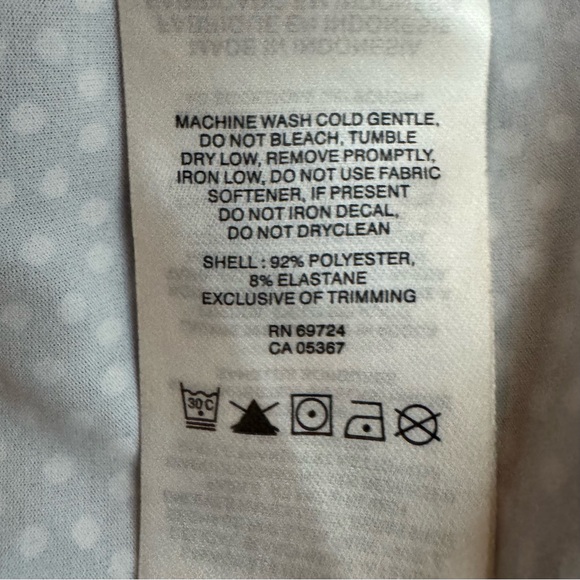 MACHINE WASH COLD GENTLE,
DO NOT BLEACH, TUMBLE
DRY LOW, REMOVE PROMPTLY,
IRON LOW, DO NOT USE FABRIC
SOFTENER, IF PRESENT
DO NOT IRON DECAL,
DO NOT DRYCLEAN
SHELL : 92% POLYESTER,
8% ELASTANE
EXCLUSIVE OF TRIMMING
RN 69724
CA 05367
30 C